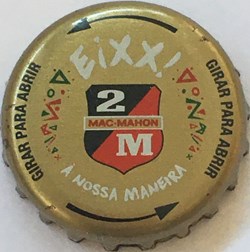 EiXX!
GIRAR PARA ABRIR
GIRAR PARA ABRIR
2
MAC-MAHON
M
À NOSSA MANEIRA